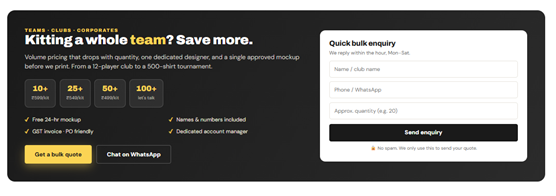 TEAMS · CLUBS · CORPORATES
Kitting a whole team? Save more.
Volume pricing that drops with quantity, one dedicated designer, and a single approved mockup
before we print. From a 12-player club to a 500-shirt tournament.
10+
25+
50+
100+
₹599/kit
₹549/kit
₹499/kit
let's talk
✓ Free 24-hr mockup
✓ Names & numbers included
✓ GST invoice · PO friendly
✓ Dedicated account manager
Get a bulk quote
Chat on WhatsApp
Quick bulk enquiry
We reply within the hour, Mon–Sat.
Name / club name
Phone / WhatsApp
Approx. quantity (e.g. 20)
Send enquiry
No spam. We only use this to send your quote.